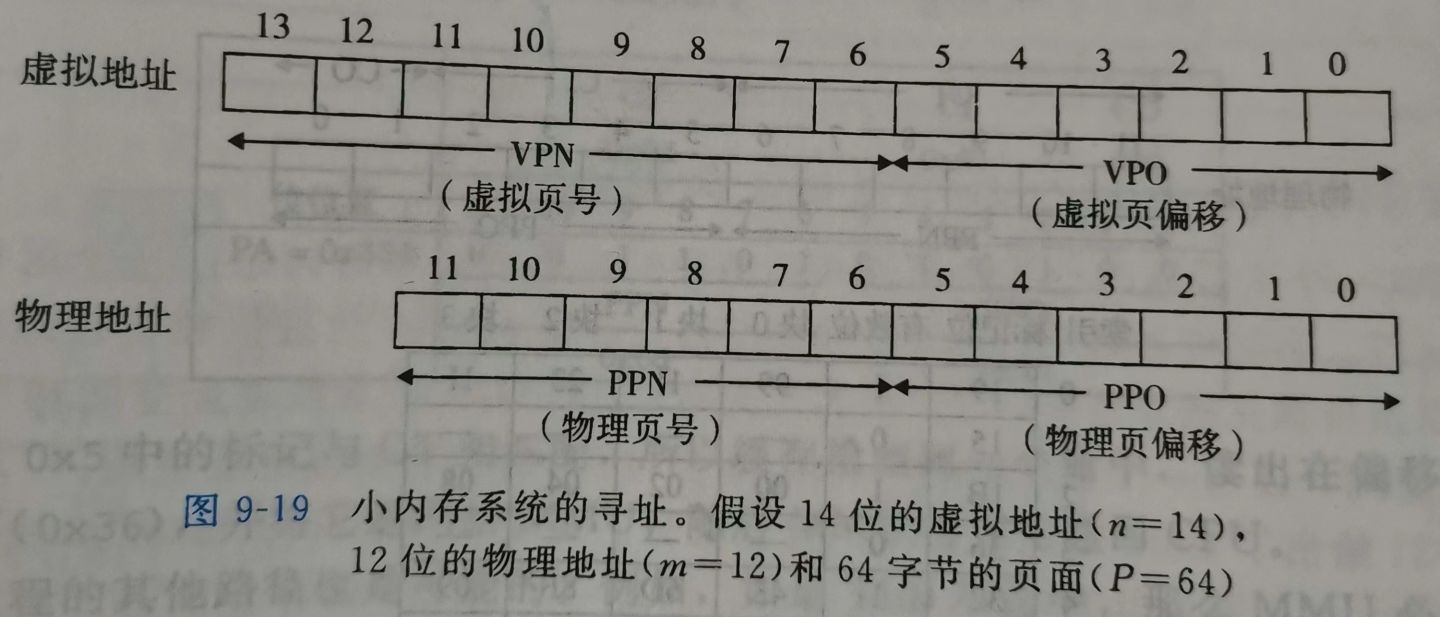 13 12 11 10 9 8 7 6 5 4 3 2 1 0
虚拟地址
VPN VPO
(虚拟页号) (虚拟页偏移)
11 10 9 8 7 6 5 4 3 2 1 0
物理地址
PPN PPO
(物理页号) (物理页偏移)
图 9-19 小内存系统的寻址。假设 14 位的虚拟地址(n=14),
12 位的物理地址(m=12)和 64 字节的页面(P=64)